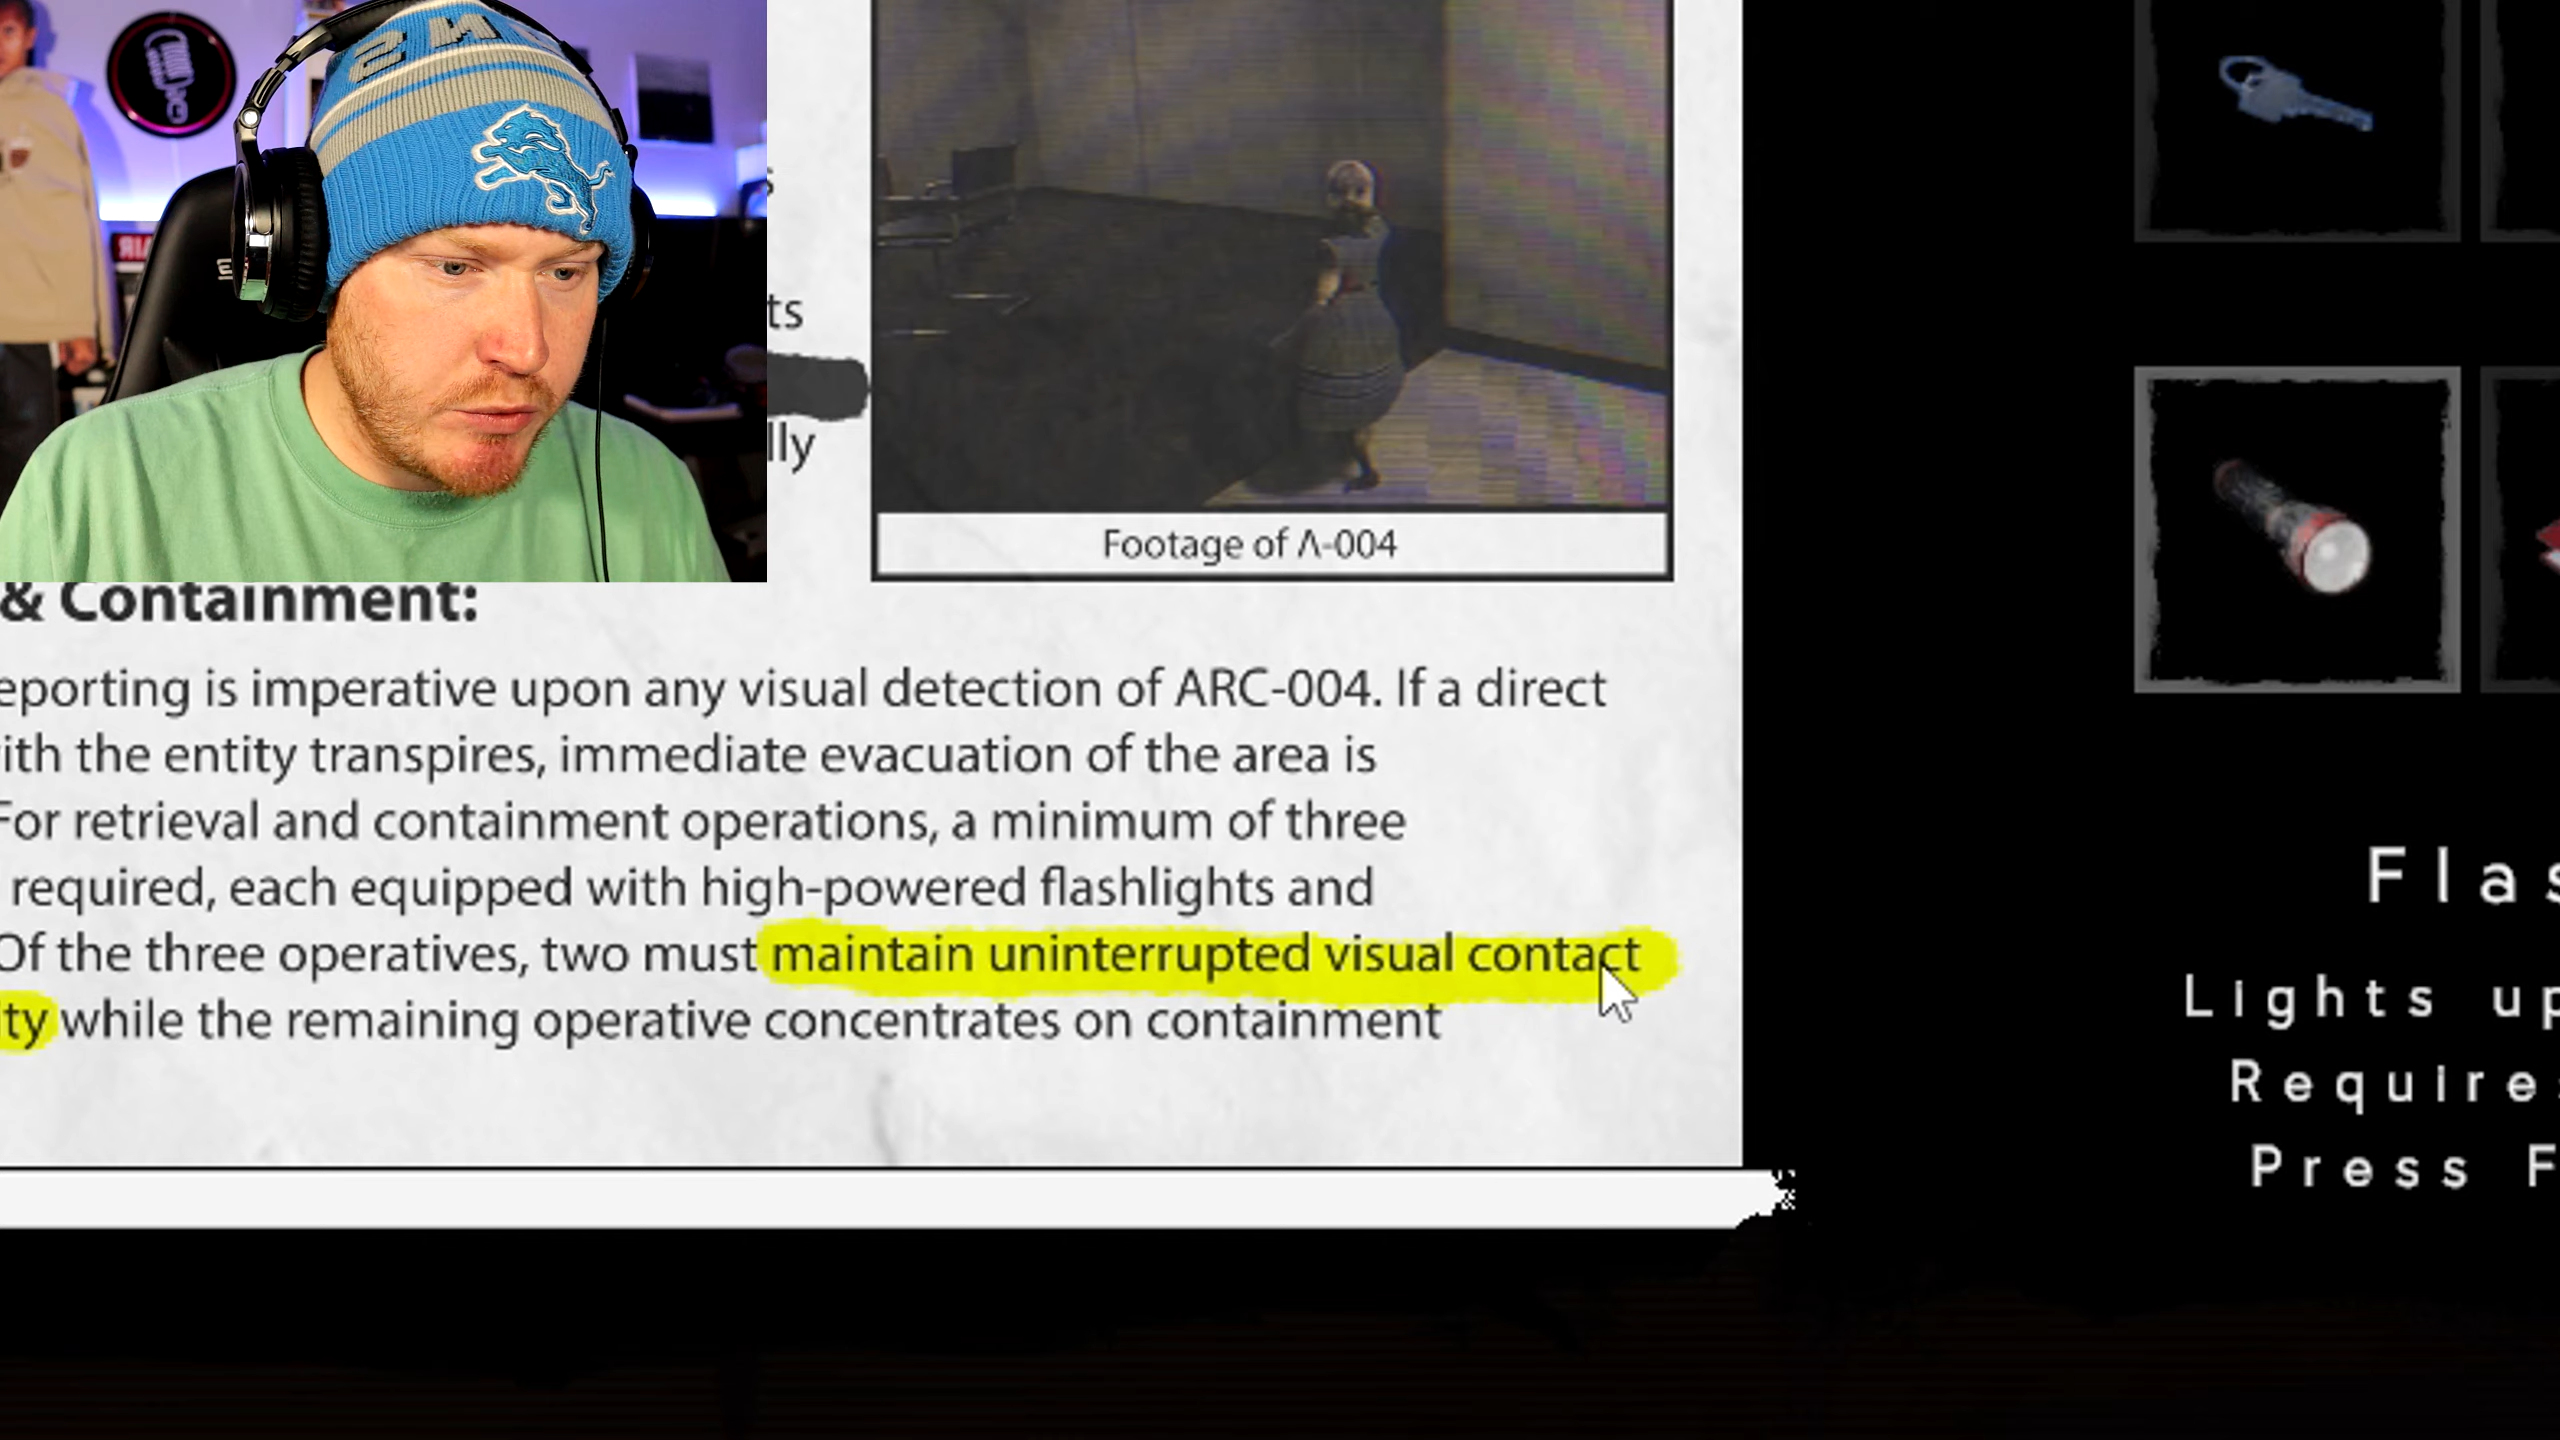 ts
lly
Footage of Λ-004
& Containment:
eporting is imperative upon any visual detection of ARC-004. If a direct
ith the entity transpires, immediate evacuation of the area is
For retrieval and containment operations, a minimum of three
required, each equipped with high-powered flashlights and
Of the three operatives, two must maintain uninterrupted visual contact
ty while the remaining operative concentrates on containment
Flas
Lights up
Requires
Press F